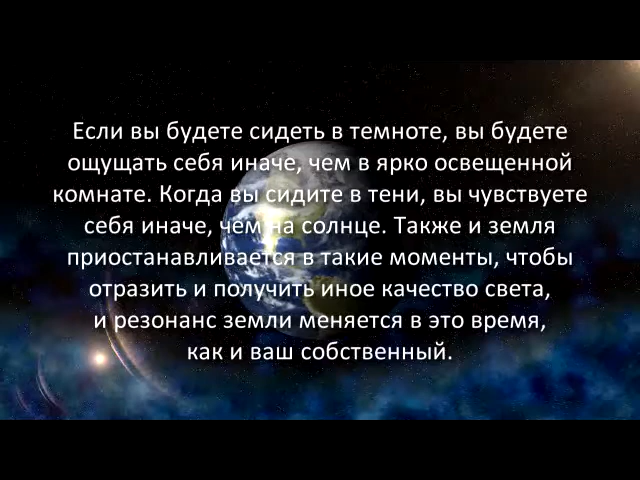 Если вы будете сидеть в темноте, вы будете
ощущать себя иначе, чем в ярко освещенной
комнате. Когда вы сидите в тени, вы чувствуете
себя иначе, чем на солнце. Также и земля
приостанавливается в такие моменты, чтобы
отразить и получить иное качество света,
и резонанс земли меняется в это время,
как и ваш собственный.